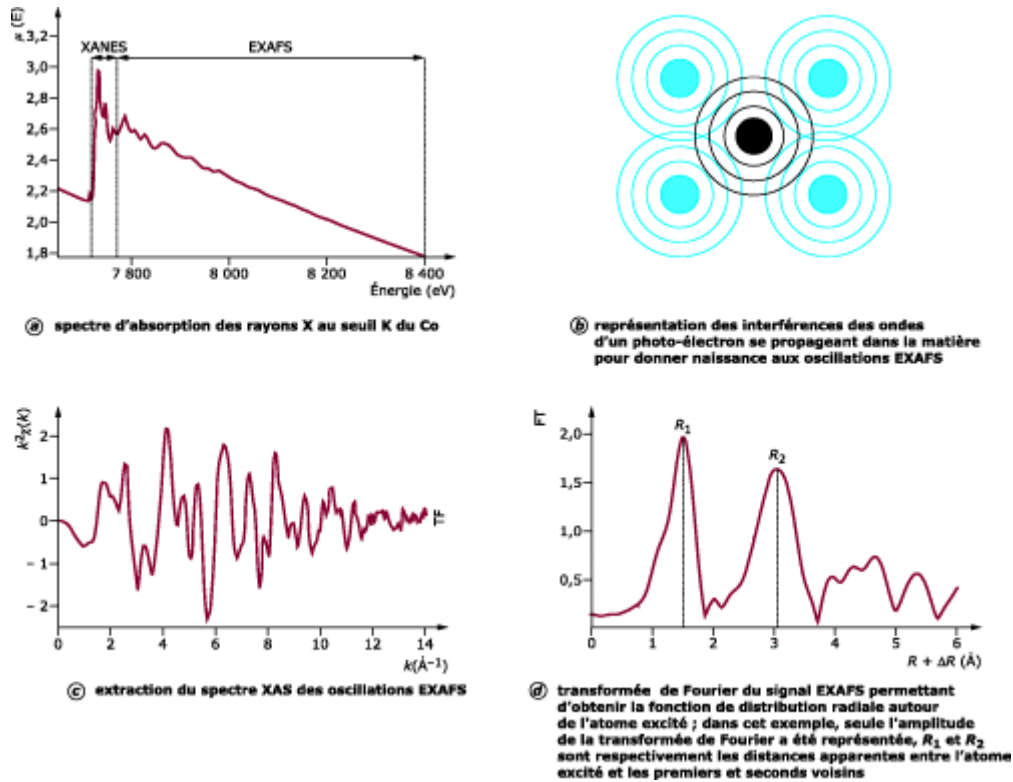 μ (E)
3,2
XANES
EXAFS
3,0
2,8
2,6
2,4
2,2
2,0
1,8
7 800
8 000
8 200
8 400
Énergie (eV)
a spectre d'absorption des rayons X au seuil K du Co
b représentation des interférences des ondes
d'un photo-électron se propageant dans la matière
pour donner naissance aux oscillations EXAFS
k²χ(k)
2
1
0
– 1
– 2
0
2
4
6
8
10
12
14
k(Å⁻¹)
TF
c extraction du spectre XAS des oscillations EXAFS
FT
2,0
1,5
1,0
0,5
R₁
R₂
0
1
2
3
4
5
6
R + ΔR (Å)
d transformée de Fourier du signal EXAFS permettant
d'obtenir la fonction de distribution radiale autour
de l'atome excité ; dans cet exemple, seule l'amplitude
de la transformée de Fourier a été représentée, R₁ et R₂
sont respectivement les distances apparentes entre l'atome
excité et les premiers et seconds voisins